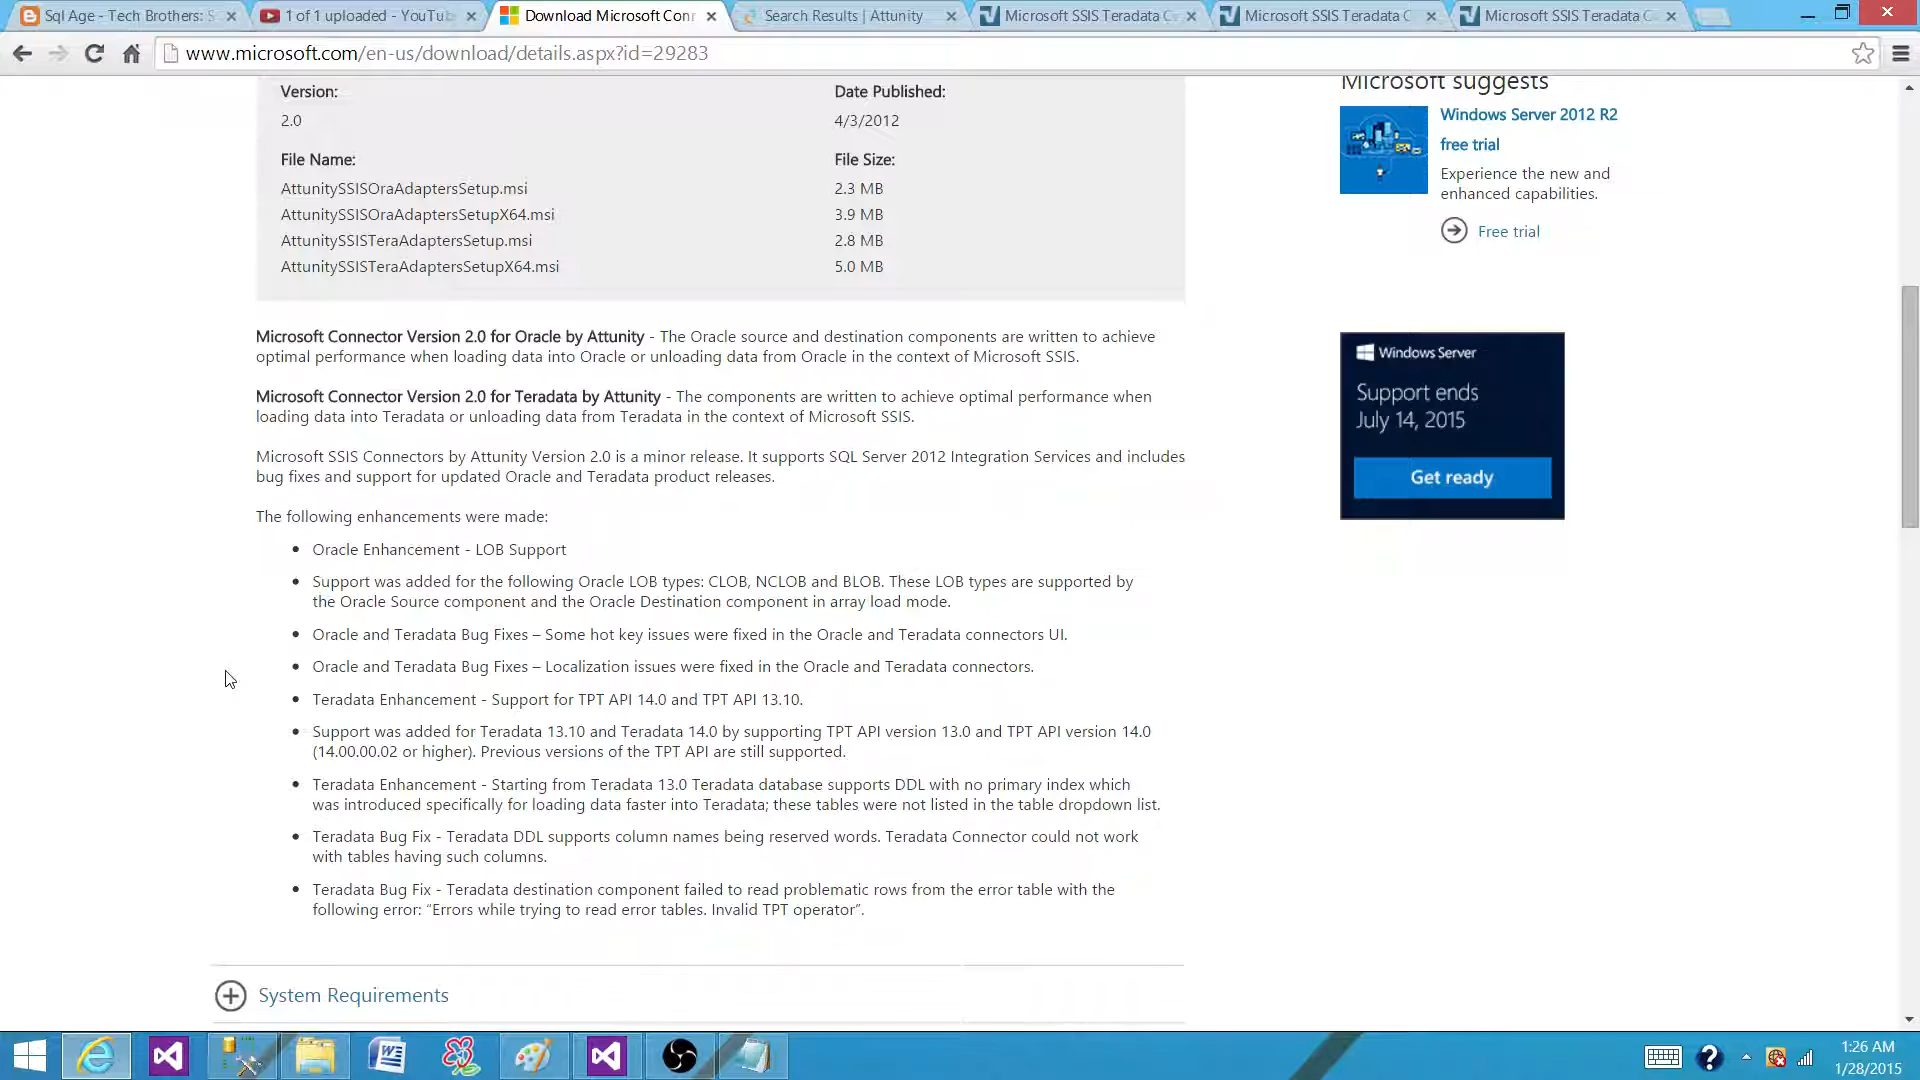 Sql Age - Tech Brothers: S
1 of 1 uploaded - YouTub
Download Microsoft Conn
Search Results | Attunity
Microsoft SSIS Teradata C
Microsoft SSIS Teradata C
Microsoft SSIS Teradata C
www.microsoft.com/en-us/download/details.aspx?id=29283
Version:
Date Published:
2.0
4/3/2012
File Name:
File Size:
AttunitySSISOraAdaptersSetup.msi
2.3 MB
AttunitySSISOraAdaptersSetupX64.msi
3.9 MB
AttunitySSISTeraAdaptersSetup.msi
2.8 MB
AttunitySSISTeraAdaptersSetupX64.msi
5.0 MB
Microsoft Connector Version 2.0 for Oracle by Attunity - The Oracle source and destination components are written to achieve
optimal performance when loading data into Oracle or unloading data from Oracle in the context of Microsoft SSIS.
Microsoft Connector Version 2.0 for Teradata by Attunity - The components are written to achieve optimal performance when
loading data into Teradata or unloading data from Teradata in the context of Microsoft SSIS.
Microsoft SSIS Connectors by Attunity Version 2.0 is a minor release. It supports SQL Server 2012 Integration Services and includes
bug fixes and support for updated Oracle and Teradata product releases.
The following enhancements were made:
• Oracle Enhancement - LOB Support
• Support was added for the following Oracle LOB types: CLOB, NCLOB and BLOB. These LOB types are supported by
the Oracle Source component and the Oracle Destination component in array load mode.
• Oracle and Teradata Bug Fixes – Some hot key issues were fixed in the Oracle and Teradata connectors UI.
• Oracle and Teradata Bug Fixes – Localization issues were fixed in the Oracle and Teradata connectors.
• Teradata Enhancement - Support for TPT API 14.0 and TPT API 13.10.
• Support was added for Teradata 13.10 and Teradata 14.0 by supporting TPT API version 13.0 and TPT API version 14.0
(14.00.00.02 or higher). Previous versions of the TPT API are still supported.
• Teradata Enhancement - Starting from Teradata 13.0 Teradata database supports DDL with no primary index which
was introduced specifically for loading data faster into Teradata; these tables were not listed in the table dropdown list.
• Teradata Bug Fix - Teradata DDL supports column names being reserved words. Teradata Connector could not work
with tables having such columns.
• Teradata Bug Fix - Teradata destination component failed to read problematic rows from the error table with the
following error: “Errors while trying to read error tables. Invalid TPT operator”.
System Requirements
Microsoft suggests
Windows Server 2012 R2
free trial
Experience the new and
enhanced capabilities.
Free trial
Windows Server
Support ends
July 14, 2015
Get ready
1:26 AM
1/28/2015